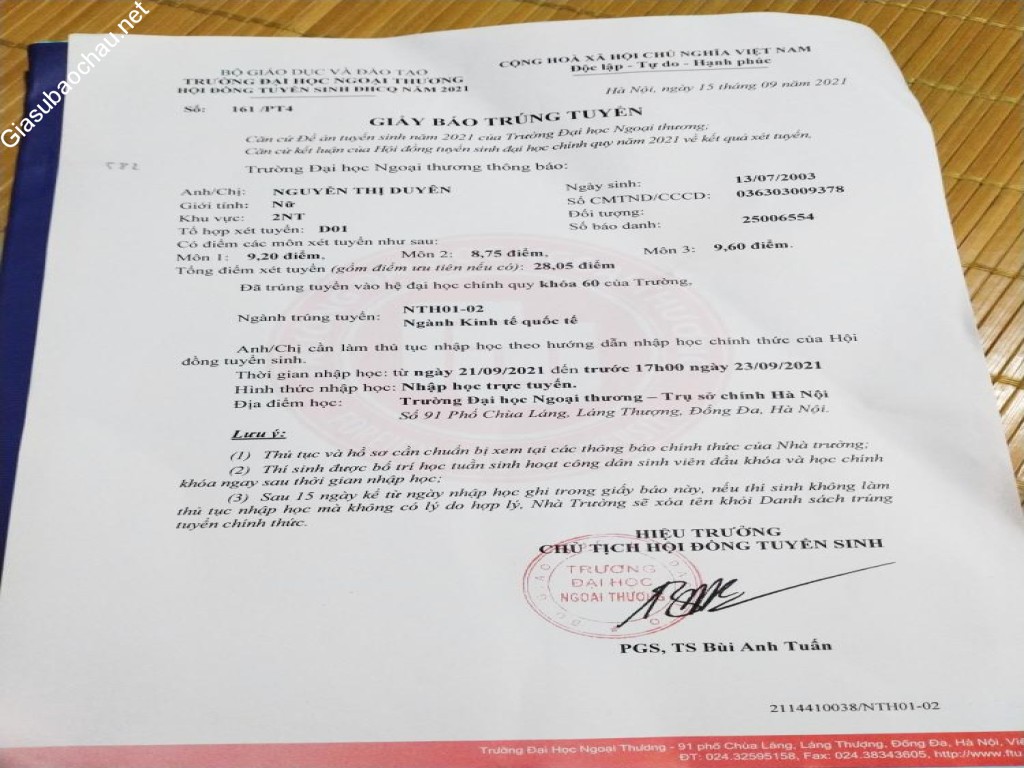 Giasubaochau.net
BỘ GIÁO DỤC VÀ ĐÀO TẠO
TRƯỜNG ĐẠI HỌC NGOẠI THƯƠNG
HỘI ĐỒNG TUYỂN SINH ĐHCQ NĂM 2021
Số: 161 /PT4
CỘNG HOÀ XÃ HỘI CHỦ NGHĨA VIỆT NAM
Độc lập - Tự do - Hạnh phúc
Hà Nội, ngày 15 tháng 09 năm 2021
GIẤY BÁO TRÚNG TUYỂN
Căn cứ Đề án tuyển sinh năm 2021 của Trường Đại học Ngoại thương;
Căn cứ kết luận của Hội đồng tuyển sinh đại học chính quy năm 2021 về kết quả xét tuyển,
Trường Đại học Ngoại thương thông báo:
Anh/Chị: NGUYỄN THỊ DUYÊN
Ngày sinh: 13/07/2003
Giới tính: Nữ
Số CMTND/CCCD: 036303009378
Khu vực: 2NT
Đối tượng:
Tổ hợp xét tuyển: D01
Số báo danh: 25006554
Có điểm các môn xét tuyển như sau:
Môn 1: 9,20 điểm, Môn 2: 8,75 điểm, Môn 3: 9,60 điểm.
Tổng điểm xét tuyển (gồm điểm ưu tiên nếu có): 28,05 điểm
Đã trúng tuyển vào hệ đại học chính quy khóa 60 của Trường,
Ngành trúng tuyển: NTH01-02
Ngành Kinh tế quốc tế
Anh/Chị cần làm thủ tục nhập học theo hướng dẫn nhập học chính thức của Hội
đồng tuyển sinh.
Thời gian nhập học: từ ngày 21/09/2021 đến trước 17h00 ngày 23/09/2021
Hình thức nhập học: Nhập học trực tuyến.
Địa điểm học: Trường Đại học Ngoại thương – Trụ sở chính Hà Nội
Số 91 Phố Chùa Láng, Láng Thượng, Đống Đa, Hà Nội.
Lưu ý:
(1) Thủ tục và hồ sơ cần chuẩn bị xem tại các thông báo chính thức của Nhà trường;
(2) Thí sinh được bố trí học tuần sinh hoạt công dân sinh viên đầu khóa và học chính
khóa ngay sau thời gian nhập học;
(3) Sau 15 ngày kể từ ngày nhập học ghi trong giấy báo này, nếu thí sinh không làm
thủ tục nhập học mà không có lý do hợp lý, Nhà Trường sẽ xóa tên khỏi Danh sách trúng
tuyển chính thức.
HIỆU TRƯỞNG
CHỦ TỊCH HỘI ĐỒNG TUYỂN SINH
TRƯỜNG
ĐẠI HỌC
NGOẠI THƯƠNG
PGS, TS Bùi Anh Tuấn
2114410038/NTH01-02
Trường Đại Học Ngoại Thương - 91 phố Chùa Láng, Láng Thượng, Đống Đa, Hà Nội, Việ
ĐT: 024.32595158, Fax: 024.38343605, http://www.ftu.